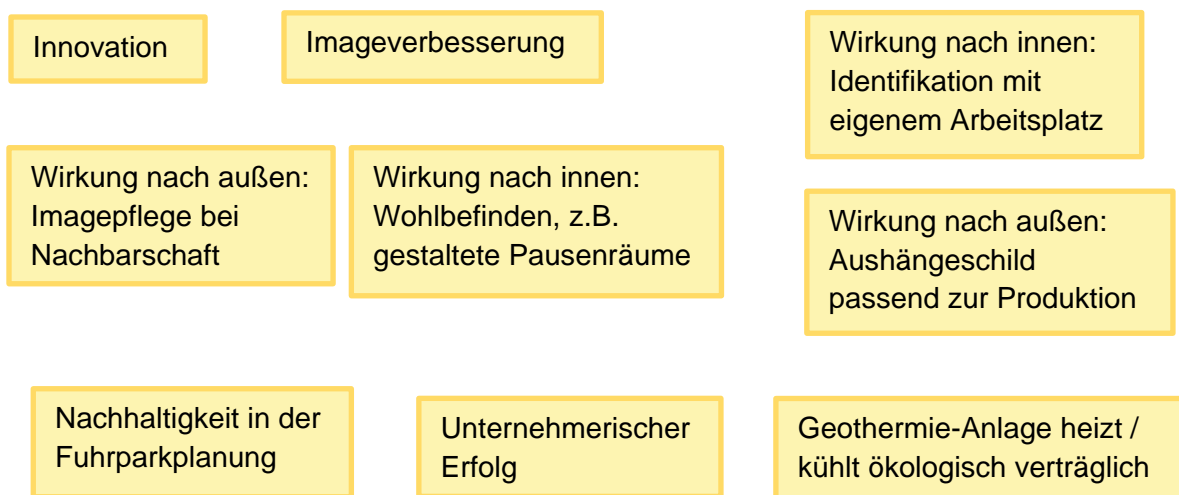 Innovation
Imageverbesserung
Wirkung nach innen:
Identifikation mit
eigenem Arbeitsplatz
Wirkung nach außen:
Imagepflege bei
Nachbarschaft
Wirkung nach innen:
Wohlbefinden, z.B.
gestaltete Pausenräume
Wirkung nach außen:
Aushängeschild
passend zur Produktion
Nachhaltigkeit in der
Fuhrparkplanung
Unternehmerischer
Erfolg
Geothermie-Anlage heizt /
kühlt ökologisch verträglich